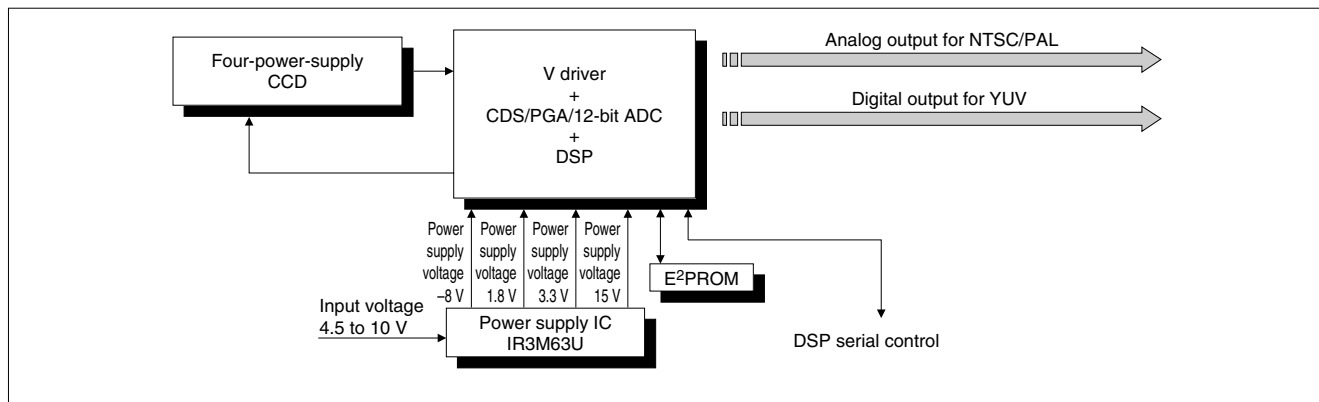 Four-power-supply
CCD
V driver
+
CDS/PGA/12-bit ADC
+
DSP
Analog output for NTSC/PAL
Digital output for YUV
Power
supply
voltage
–8 V
Power
supply
voltage
1.8 V
Power
supply
voltage
3.3 V
Power
supply
voltage
15 V
E²PROM
Input voltage
4.5 to 10 V
Power supply IC
IR3M63U
DSP serial control